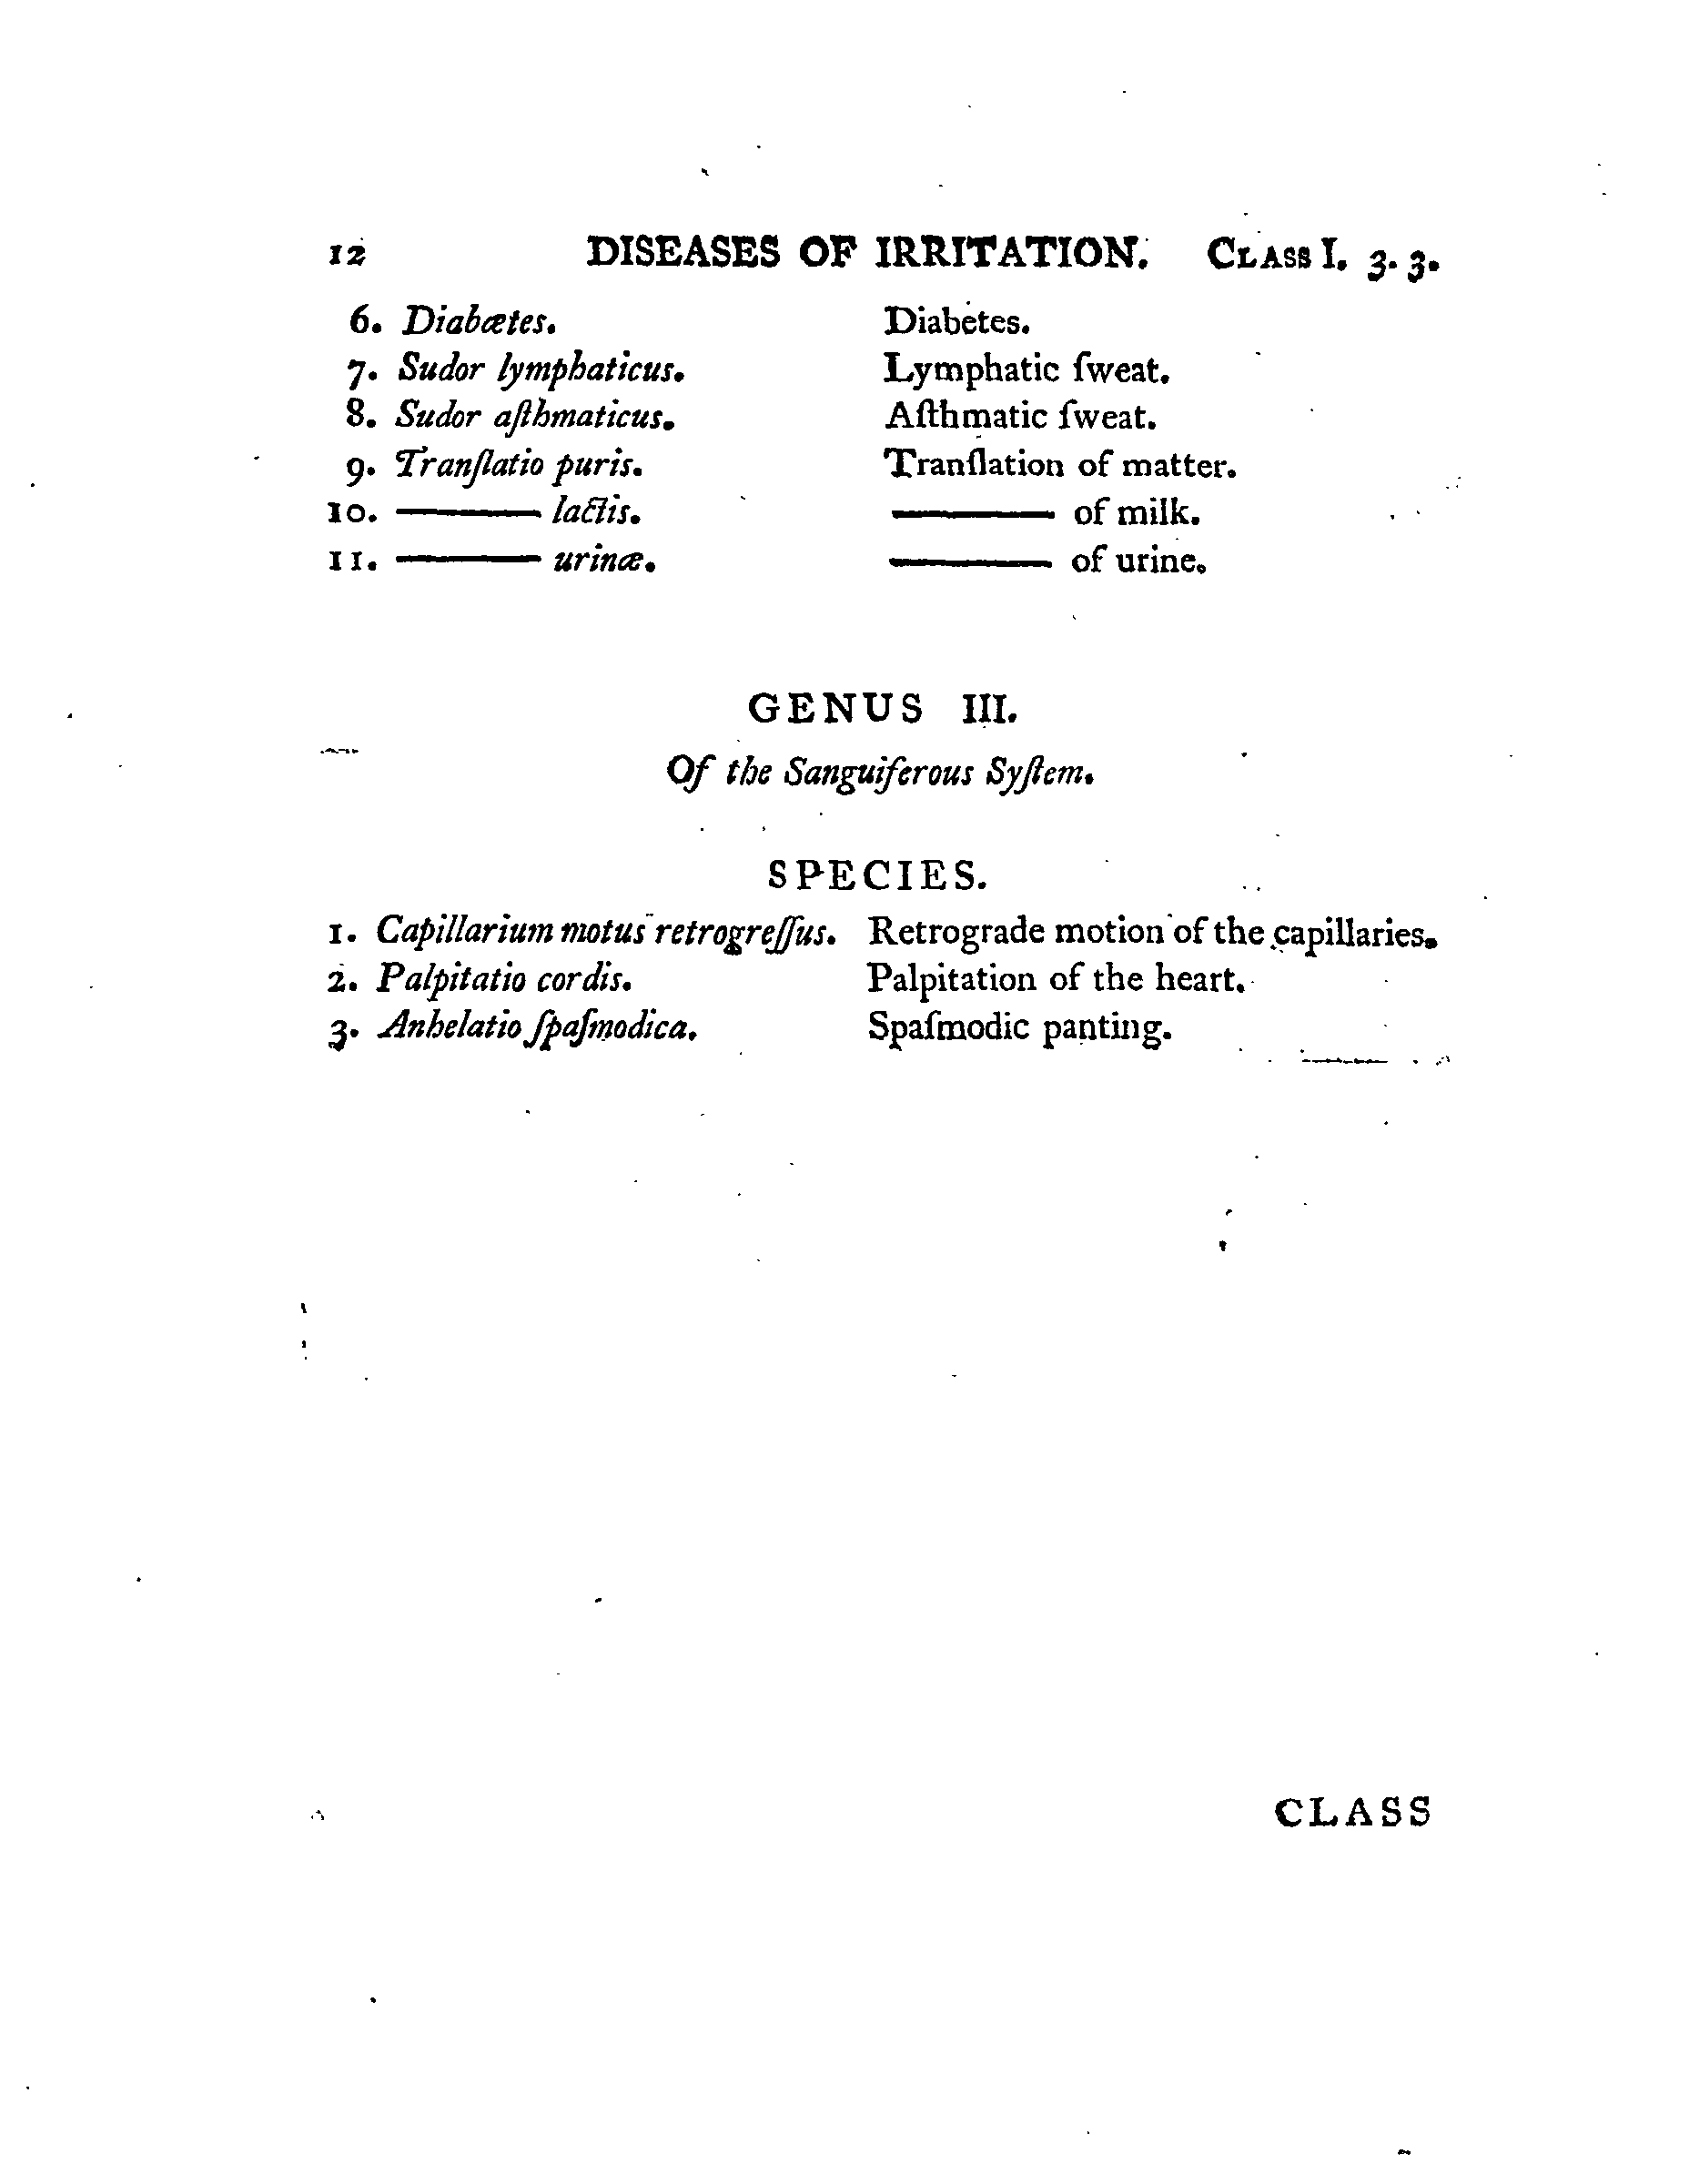 12 DISEASES OF IRRITATION. CLASS I. 3. 3.
6. Diabætes. Diabetes.
7. Sudor lymphaticus. Lymphatic ſweat.
8. Sudor aſthmaticus. Aſthmatic ſweat.
9. Tranſlatio puris. Tranſlation of matter.
10. ——— lactis. ——— of milk.
11. ——— urinæ. ——— of urine.
GENUS III.
Of the Sanguiferous Syſtem.
SPECIES.
1. Capillarium motus retrogreſſus. Retrograde motion of the capillaries.
2. Palpitatio cordis. Palpitation of the heart.
3. Anhelatio ſpaſmodica. Spaſmodic panting.
CLASS